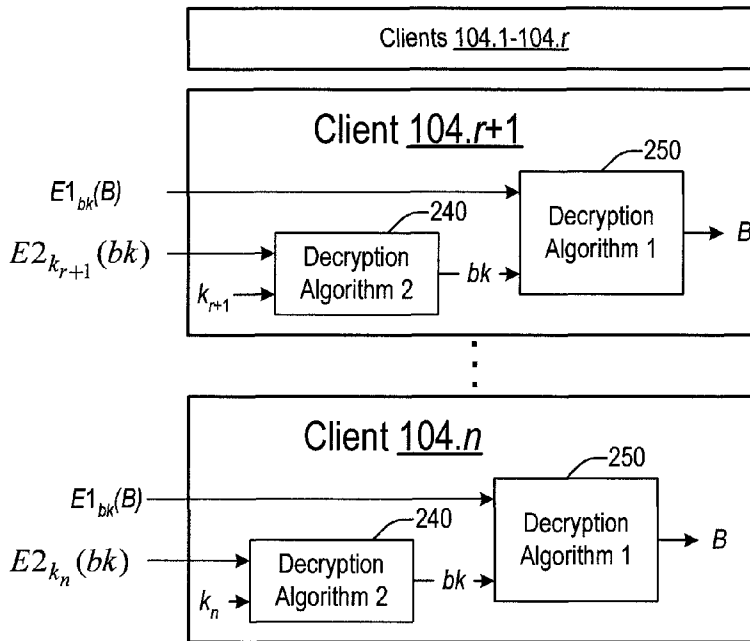 Clients 104.1-104.r
Client 104.r+1
250
E1bk(B)
240
Decryption
Algorithm 1
B
E2kr+1(bk)
Decryption
Algorithm 2
bk
kr+1
Client 104.n
250
E1bk(B)
240
Decryption
Algorithm 1
B
E2kn(bk)
Decryption
Algorithm 2
bk
kn